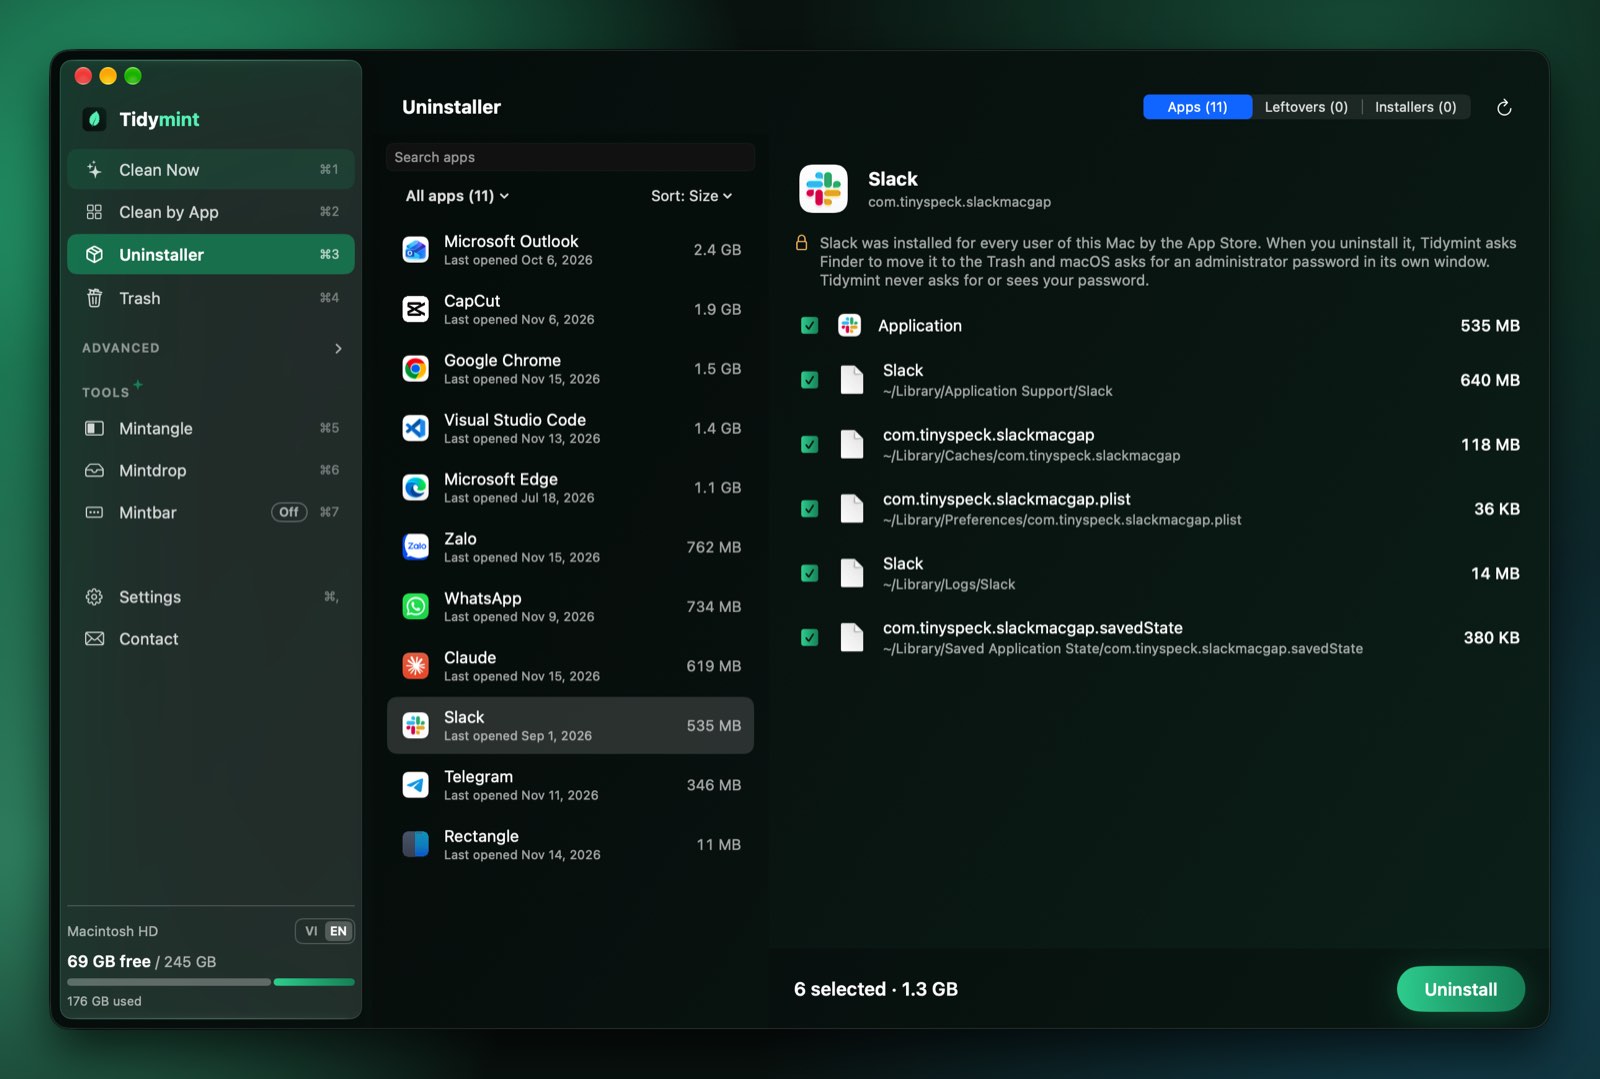 Tidymint
Clean Now ⌘1
Clean by App ⌘2
Uninstaller ⌘3
Trash ⌘4
ADVANCED
TOOLS
Mintangle ⌘5
Mintdrop ⌘6
Mintbar Off ⌘7
Settings ⌘,
Contact
Macintosh HD VI EN
69 GB free / 245 GB
176 GB used
Uninstaller
Apps (11) Leftovers (0) Installers (0)
Search apps
All apps (11) Sort: Size
Microsoft Outlook
Last opened Oct 6, 2026
2.4 GB
CapCut
Last opened Nov 6, 2026
1.9 GB
Google Chrome
Last opened Nov 15, 2026
1.5 GB
Visual Studio Code
Last opened Nov 13, 2026
1.4 GB
Microsoft Edge
Last opened Jul 18, 2026
1.1 GB
Zalo
Zalo
Last opened Nov 15, 2026
762 MB
WhatsApp
Last opened Nov 9, 2026
734 MB
Claude
Last opened Nov 15, 2026
619 MB
Slack
Last opened Sep 1, 2026
535 MB
Telegram
Last opened Nov 11, 2026
346 MB
Rectangle
Last opened Nov 14, 2026
11 MB
Slack
com.tinyspeck.slackmacgap
Slack was installed for every user of this Mac by the App Store. When you uninstall it, Tidymint asks
Finder to move it to the Trash and macOS asks for an administrator password in its own window.
Tidymint never asks for or sees your password.
Application 535 MB
Slack
~/Library/Application Support/Slack
640 MB
com.tinyspeck.slackmacgap
~/Library/Caches/com.tinyspeck.slackmacgap
118 MB
com.tinyspeck.slackmacgap.plist
~/Library/Preferences/com.tinyspeck.slackmacgap.plist
36 KB
Slack
~/Library/Logs/Slack
14 MB
com.tinyspeck.slackmacgap.savedState
~/Library/Saved Application State/com.tinyspeck.slackmacgap.savedState
380 KB
6 selected · 1.3 GB
Uninstall